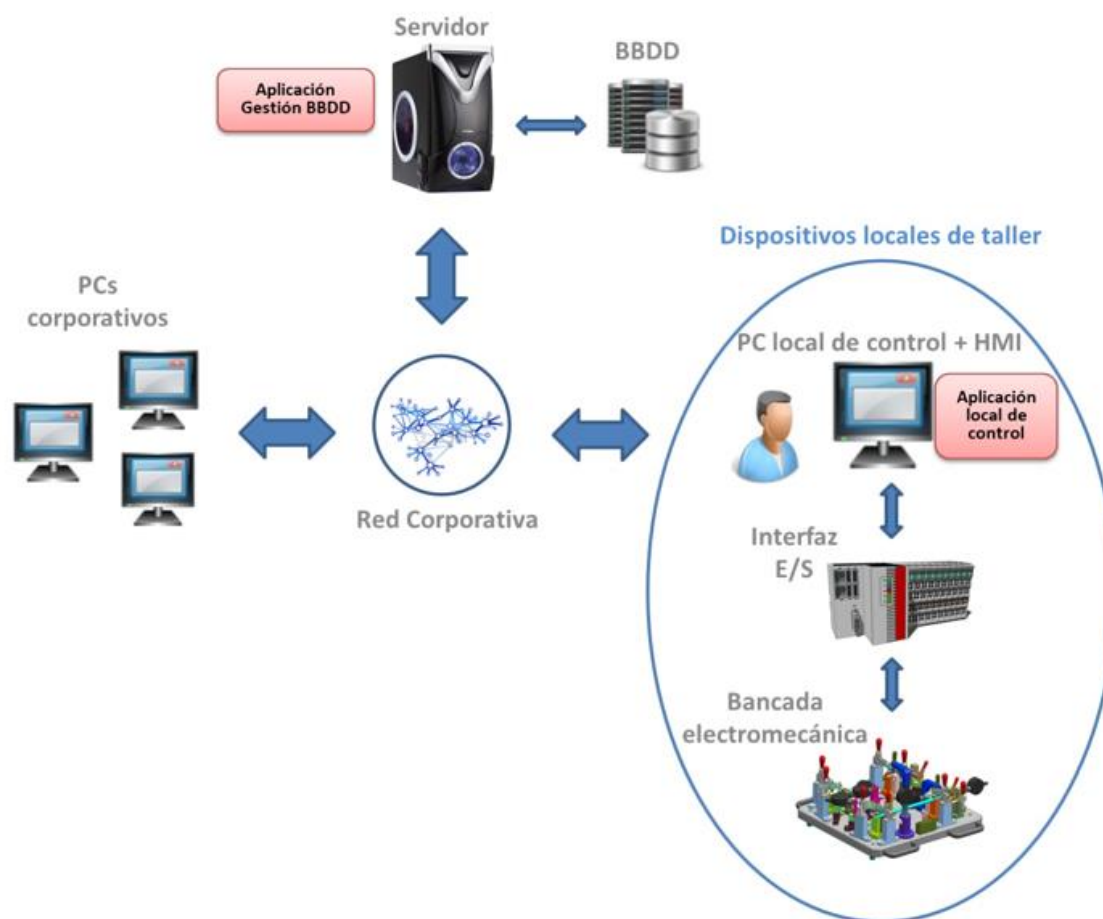 Servidor
BBDD
Aplicación
Gestión BBDD
Dispositivos locales de taller
PCs
corporativos
PC local de control + HMI
Aplicación
local de
control
Red Corporativa
Interfaz
E/S
Bancada
electromecánica